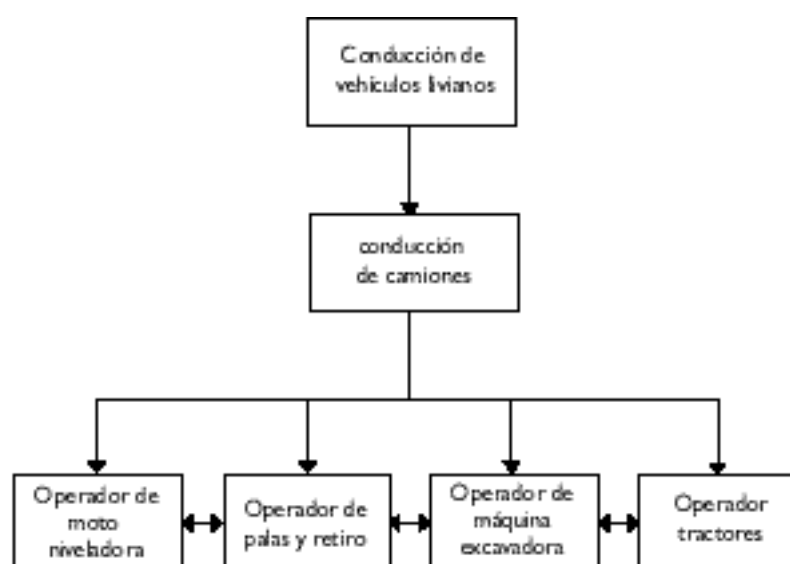 Conducción de
vehículos livianos
conducción
de camiones
Operador de
moto
niveladora
Operador de
palas y retiro
Operador de
máquina
excavadora
Operador
tractores